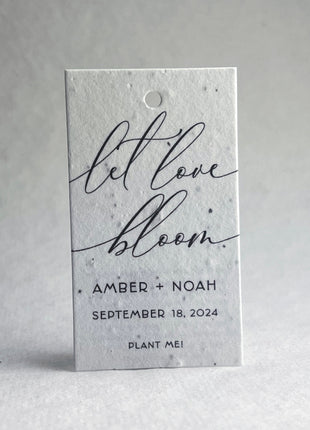 let love
bloom
AMBER + NOAH
SEPTEMBER 18, 2024
PLANT ME!